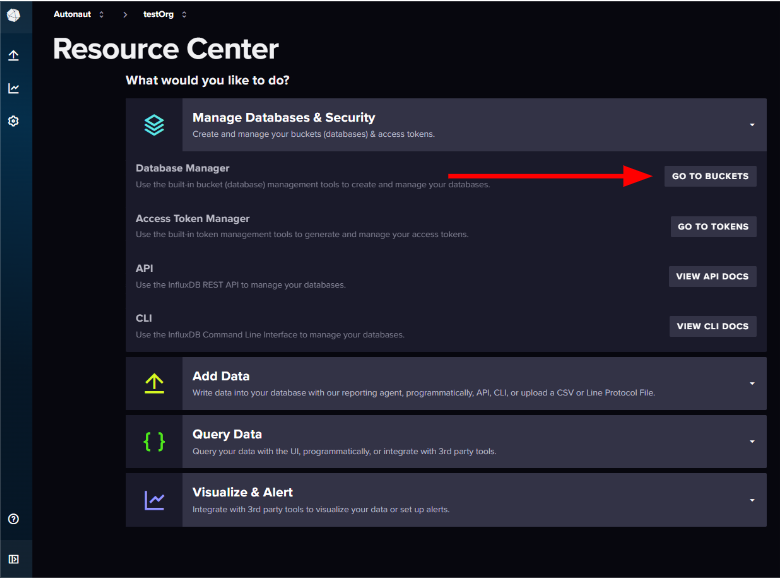 Autonaut
testOrg
Resource Center
What would you like to do?
Manage Databases & Security
Create and manage your buckets (databases) & access tokens.
Database Manager
Use the built-in bucket (database) management tools to create and manage your databases.
GO TO BUCKETS
Access Token Manager
Use the built-in token management tools to generate and manage your access tokens.
GO TO TOKENS
API
Use the InfluxDB REST API to manage your databases.
VIEW API DOCS
CLI
Use the InfluxDB Command Line Interface to manage your databases.
VIEW CLI DOCS
Add Data
Write data into your database with our reporting agent, programmatically, API, CLI, or upload a CSV or Line Protocol File.
Query Data
Query your data with the UI, programmatically, or integrate with 3rd party tools.
Visualize & Alert
Integrate with 3rd party tools to visualize your data or set up alerts.